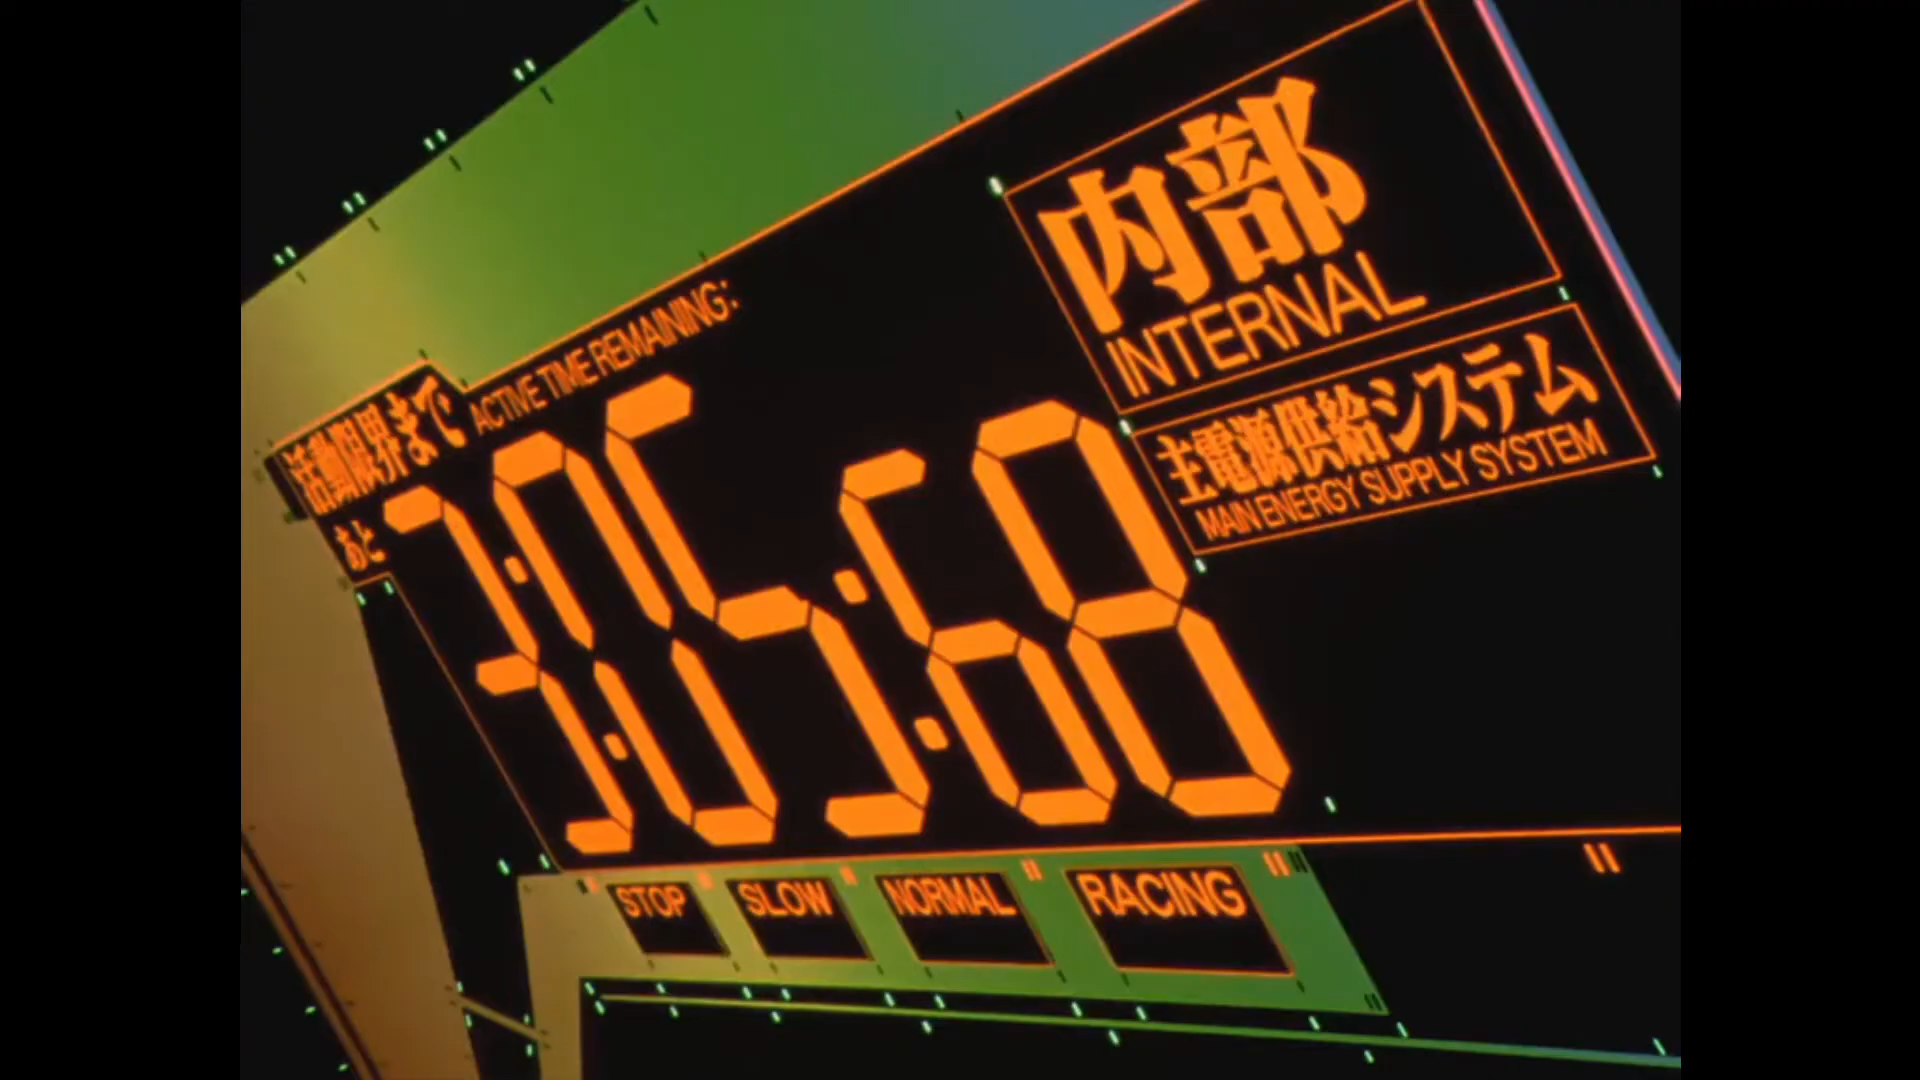 内部
INTERNAL
主電源供給システム
MAIN ENERGY SUPPLY SYSTEM
活動限界まで
ACTIVE TIME REMAINING:
あと
3:05:68
STOP
SLOW
NORMAL
RACING